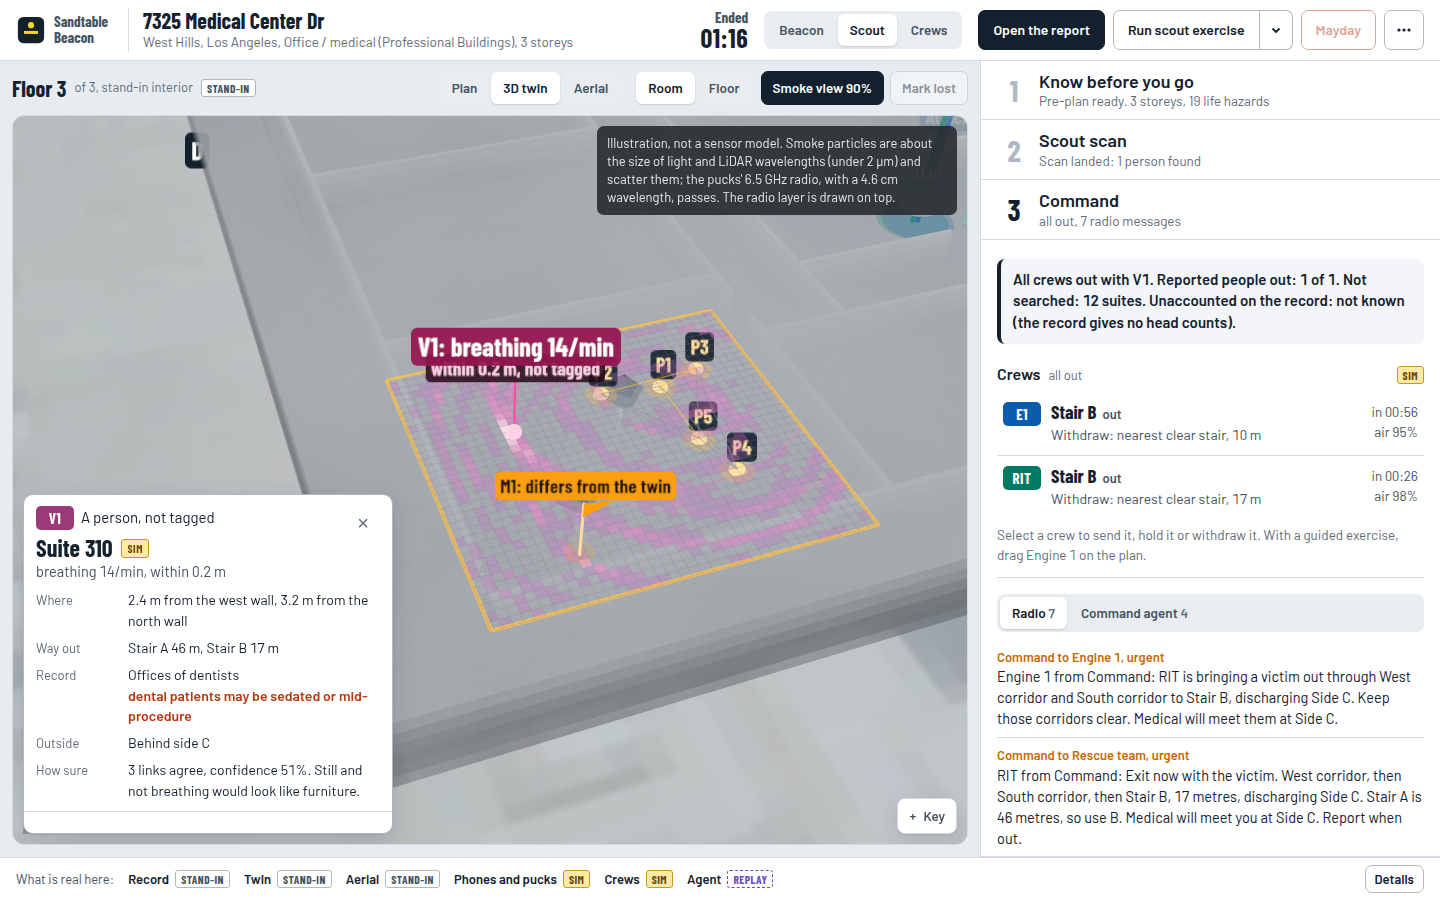 Sandtable
Beacon
7325 Medical Center Dr
West Hills, Los Angeles, Office / medical (Professional Buildings), 3 storeys
Ended
01:16
Beacon
Scout
Crews
Open the report
Run scout exercise
Mayday
Floor 3
of 3, stand-in interior
STAND-IN
Plan
3D twin
Aerial
Room
Floor
Smoke view 90%
Mark lost
D
Illustration, not a sensor model. Smoke particles are about
the size of light and LiDAR wavelengths (under 2 µm) and
scatter them; the pucks' 6.5 GHz radio, with a 4.6 cm
wavelength, passes. The radio layer is drawn on top.
V1: breathing 14/min
within 0.2 m, not tagged
2
P1
P3
P5
P4
M1: differs from the twin
V1
A person, not tagged
Suite 310
SIM
breathing 14/min, within 0.2 m
Where
2.4 m from the west wall, 3.2 m from the
north wall
Way out
Stair A 46 m, Stair B 17 m
Record
Offices of dentists
dental patients may be sedated or mid-
procedure
Outside
Behind side C
How sure
3 links agree, confidence 51%. Still and
not breathing would look like furniture.
+ Key
1
Know before you go
Pre-plan ready. 3 storeys, 19 life hazards
2
Scout scan
Scan landed: 1 person found
3
Command
all out, 7 radio messages
All crews out with V1. Reported people out: 1 of 1. Not
searched: 12 suites. Unaccounted on the record: not known
(the record gives no head counts).
Crews
all out
SIM
E1
Stair B out
in 00:56
Withdraw: nearest clear stair, 10 m
air 95%
RIT
Stair B out
in 00:26
Withdraw: nearest clear stair, 17 m
air 98%
Select a crew to send it, hold it or withdraw it. With a guided exercise,
drag Engine 1 on the plan.
Radio 7
Command agent 4
Command to Engine 1, urgent
Engine 1 from Command: RIT is bringing a victim out through West
corridor and South corridor to Stair B, discharging Side C. Keep
those corridors clear. Medical will meet them at Side C.
Command to Rescue team, urgent
RIT from Command: Exit now with the victim. West corridor, then
South corridor, then Stair B, 17 metres, discharging Side C. Stair A is
46 metres, so use B. Medical will meet you at Side C. Report when
out.
What is real here:
Record STAND-IN
Twin STAND-IN
Aerial STAND-IN
Phones and pucks SIM
Crews SIM
Agent REPLAY
Details